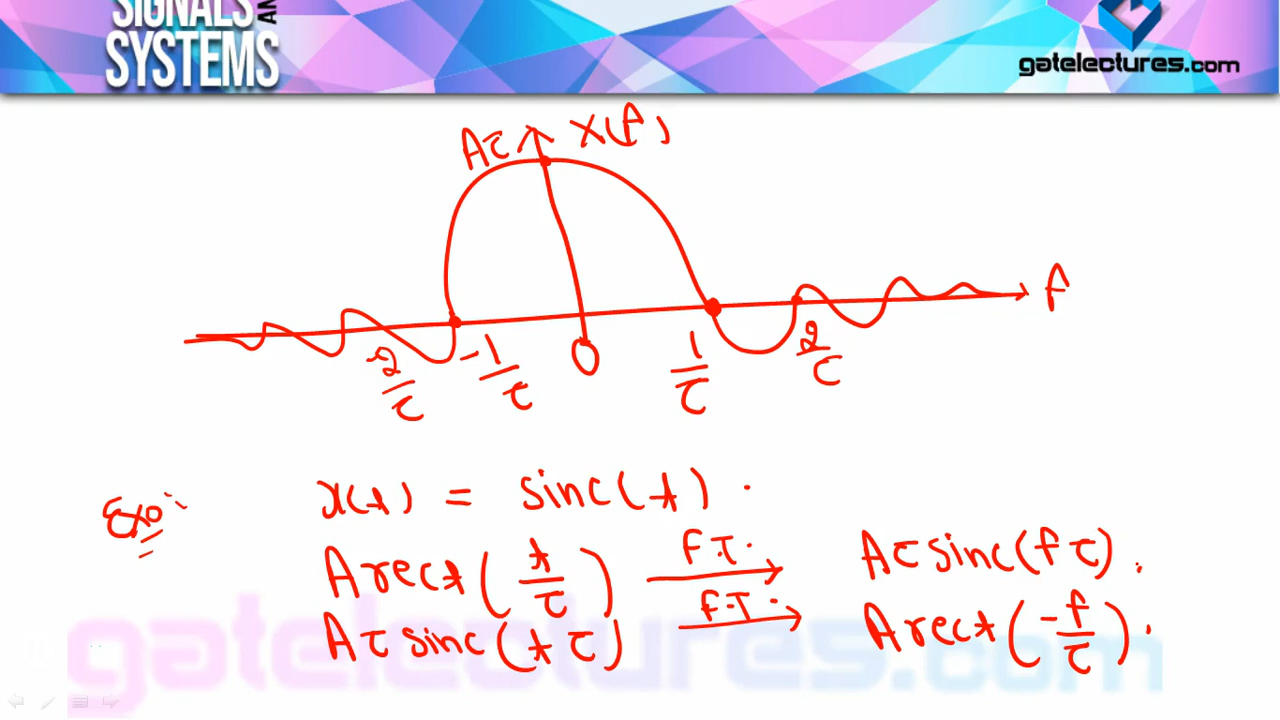 SIGNALS AN
SYSTEMS
gatelectures.com
Aτ X(f)
f
-2/τ -1/τ 0 1/τ 2/τ
Ex: x(t) = sinc(t).
A rect(t/τ) F.T. Aτ sinc(fτ).
Aτ sinc(tτ) F.T. A rect(-f/τ).
gatelectures.com